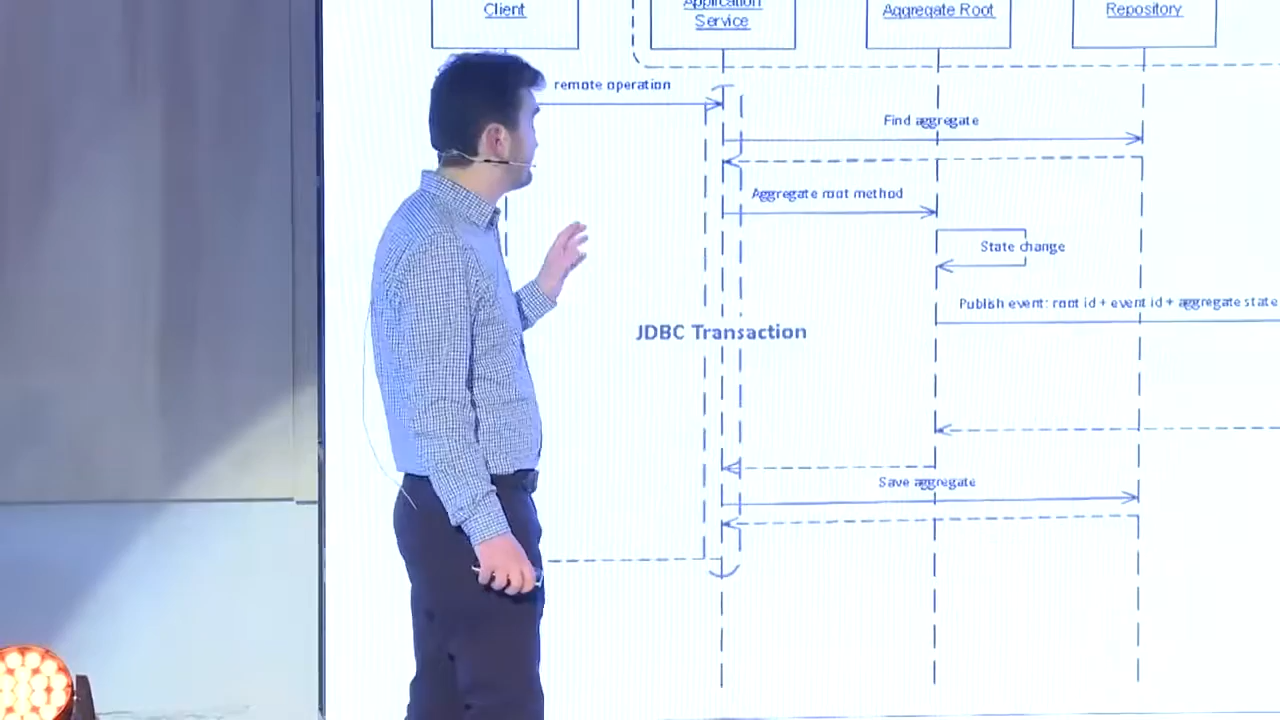 Client
Application
Service
Aggregate Root
Repository
remote operation
Find aggregate
Aggregate root method
State change
Publish event: root id + event id + aggregate state
JDBC Transaction
Save aggregate